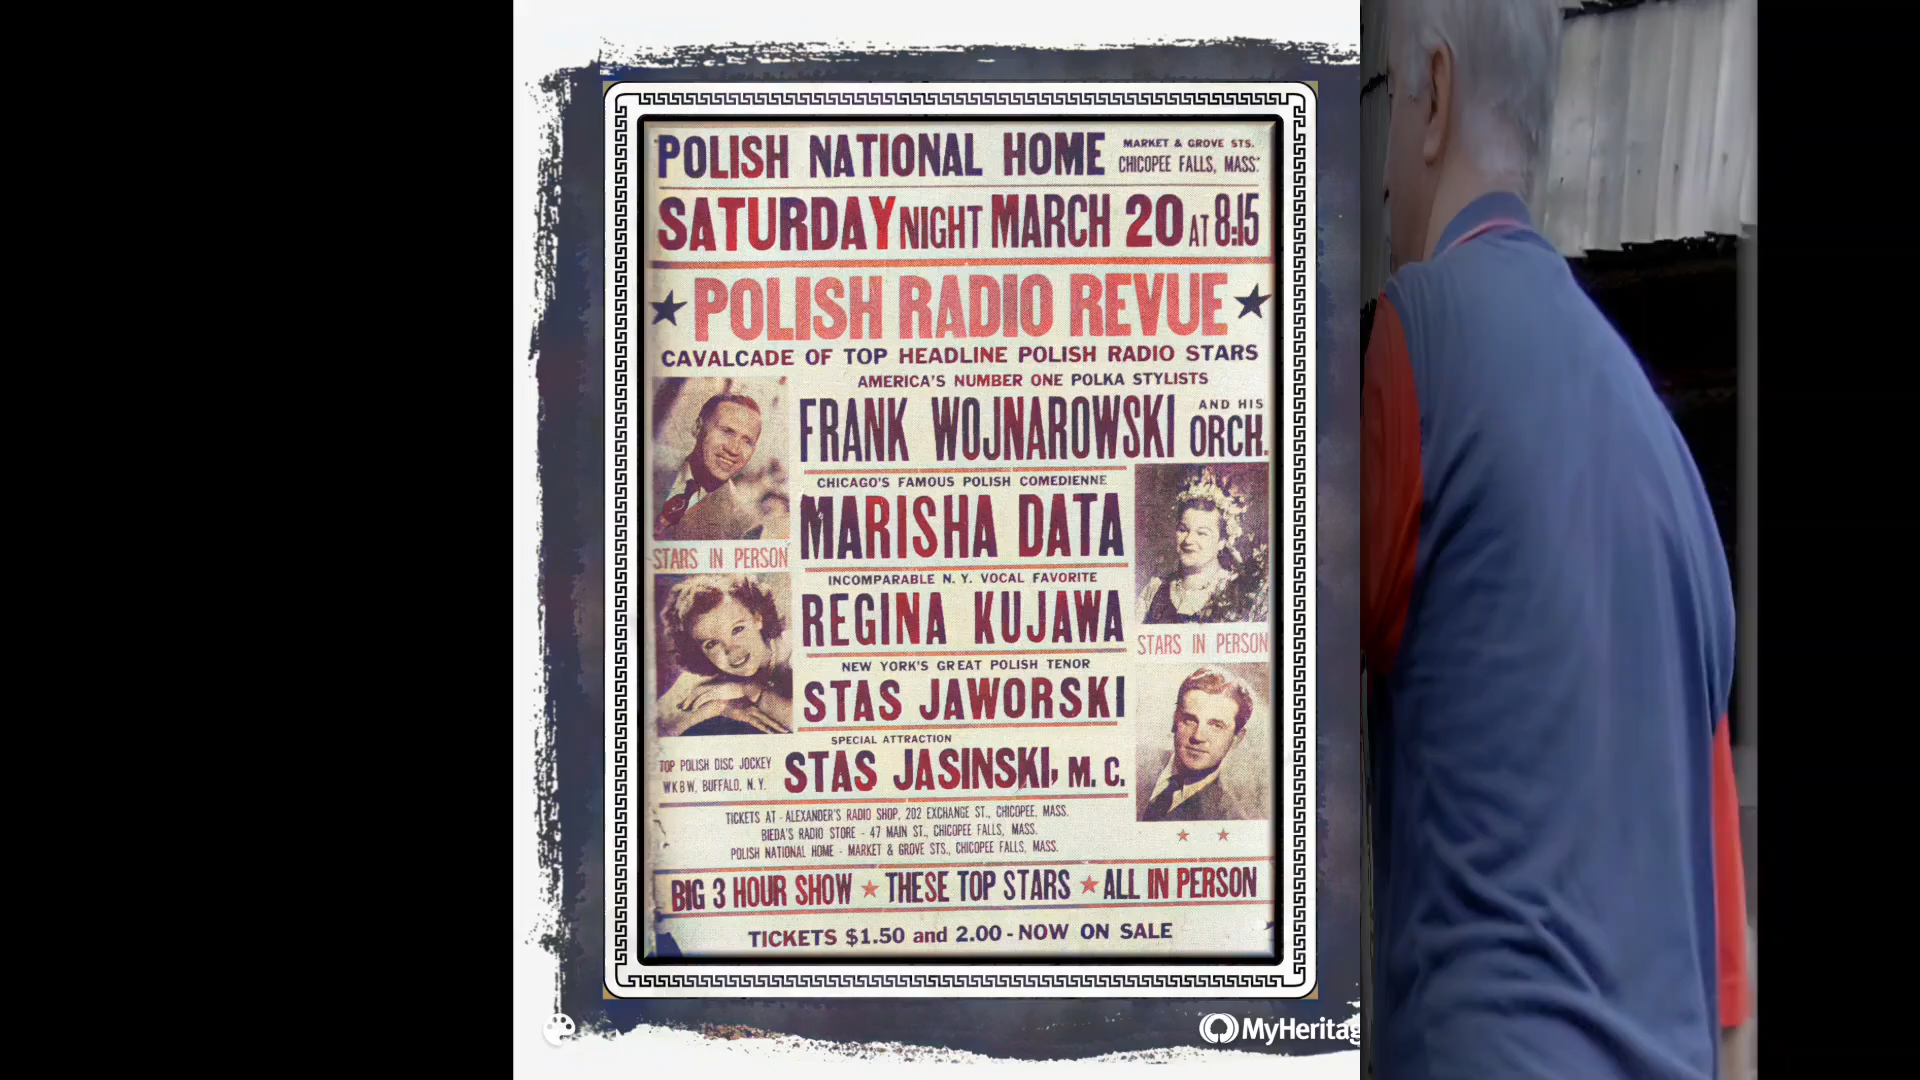 POLISH NATIONAL HOME
MARKET & GROVE STS.
CHICOPEE FALLS, MASS.
SATURDAY NIGHT MARCH 20 AT 8:15
POLISH RADIO REVUE
CAVALCADE OF TOP HEADLINE POLISH RADIO STARS
AMERICA'S NUMBER ONE POLKA STYLISTS
FRANK WOJNAROWSKI AND HIS ORCH.
CHICAGO'S FAMOUS POLISH COMEDIENNE
MARISHA DATA
STARS IN PERSON
INCOMPARABLE N. Y. VOCAL FAVORITE
REGINA KUJAWA
STARS IN PERSON
NEW YORK'S GREAT POLISH TENOR
STAS JAWORSKI
SPECIAL ATTRACTION
TOP POLISH DISC JOCKEY
WKBW, BUFFALO, N. Y.
STAS JASINSKI, M. C.
TICKETS AT - ALEXANDER'S RADIO SHOP, 202 EXCHANGE ST., CHICOPEE, MASS.
BIEDA'S RADIO STORE - 47 MAIN ST., CHICOPEE FALLS, MASS.
POLISH NATIONAL HOME - MARKET & GROVE STS., CHICOPEE FALLS, MASS.
BIG 3 HOUR SHOW ★ THESE TOP STARS ★ ALL IN PERSON
TICKETS $1.50 and 2.00 - NOW ON SALE
MyHeritag